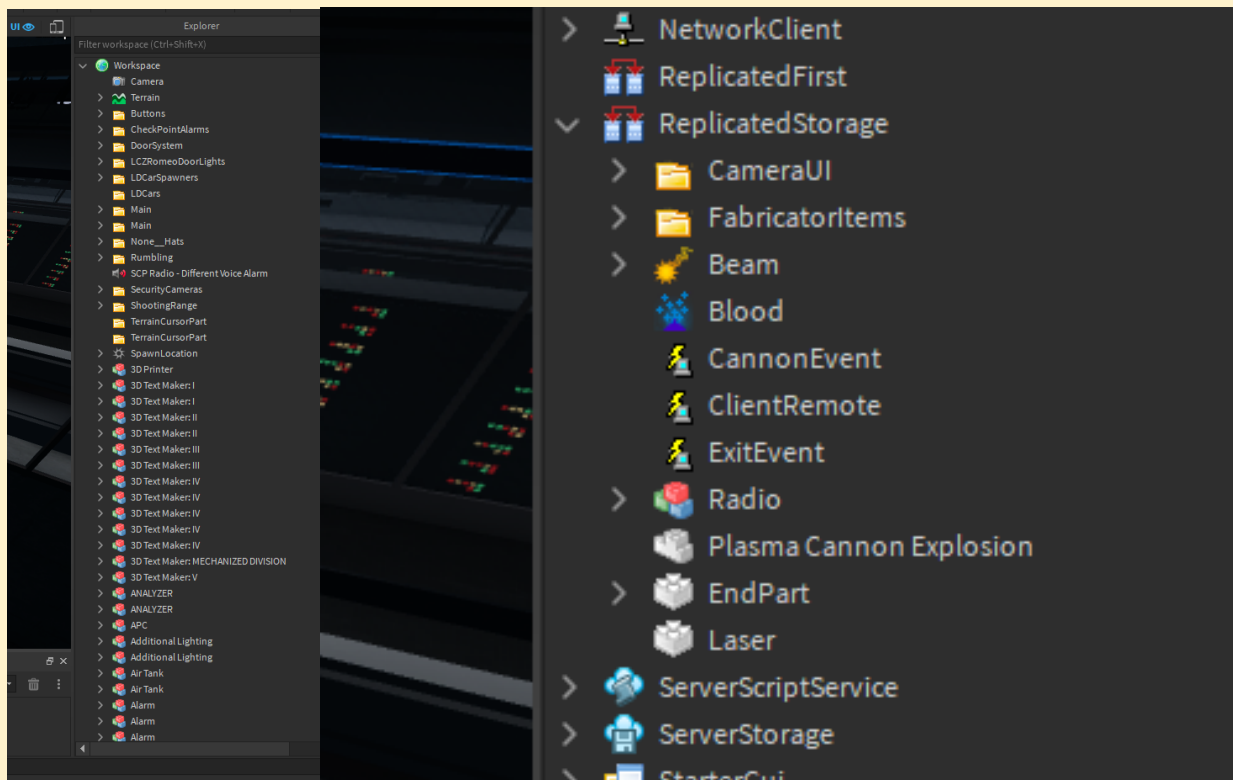 UI
Explorer
Filter workspace (Ctrl+Shift+X)
Workspace
Camera
Terrain
Buttons
CheckPointAlarms
DoorSystem
LCZRomeoDoorLights
LDCarSpawners
LDCars
Main
Main
None__Hats
Rumbling
SCP Radio - Different Voice Alarm
SecurityCameras
ShootingRange
TerrainCursorPart
TerrainCursorPart
SpawnLocation
3D Printer
3D Text Maker: I
3D Text Maker: I
3D Text Maker: II
3D Text Maker: II
3D Text Maker: III
3D Text Maker: III
3D Text Maker: IV
3D Text Maker: IV
3D Text Maker: IV
3D Text Maker: IV
3D Text Maker: IV
3D Text Maker: MECHANIZED DIVISION
3D Text Maker: V
ANALYZER
ANALYZER
APC
Additional Lighting
Additional Lighting
Air Tank
Air Tank
Alarm
Alarm
Alarm
NetworkClient
ReplicatedFirst
ReplicatedStorage
CameraUI
FabricatorItems
Beam
Blood
CannonEvent
ClientRemote
ExitEvent
Radio
Plasma Cannon Explosion
EndPart
Laser
ServerScriptService
ServerStorage
StarterGui